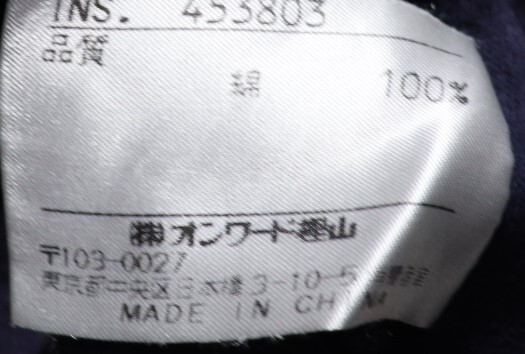 INS. 453803
品質
綿 100%
㈱オンワード樫山
〒103-0027
東京都中央区日本橋3-10-5
MADE IN CHINA